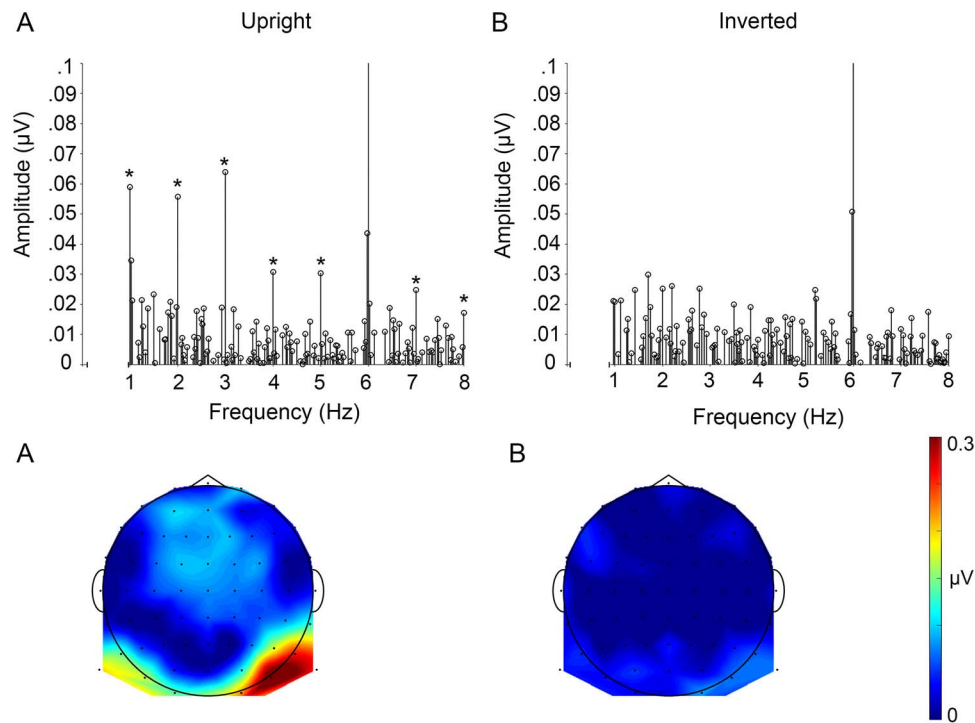 A Upright
B Inverted
Amplitude (µV)
.1
.09
.08
.07
.06
.05
.04
.03
.02
.01
0
* * * * * * *
1 2 3 4 5 6 7 8
Frequency (Hz)
Amplitude (µV)
.1
.09
.08
.07
.06
.05
.04
.03
.02
.01
0
1 2 3 4 5 6 7 8
Frequency (Hz)
A
B
0.3
µV
0